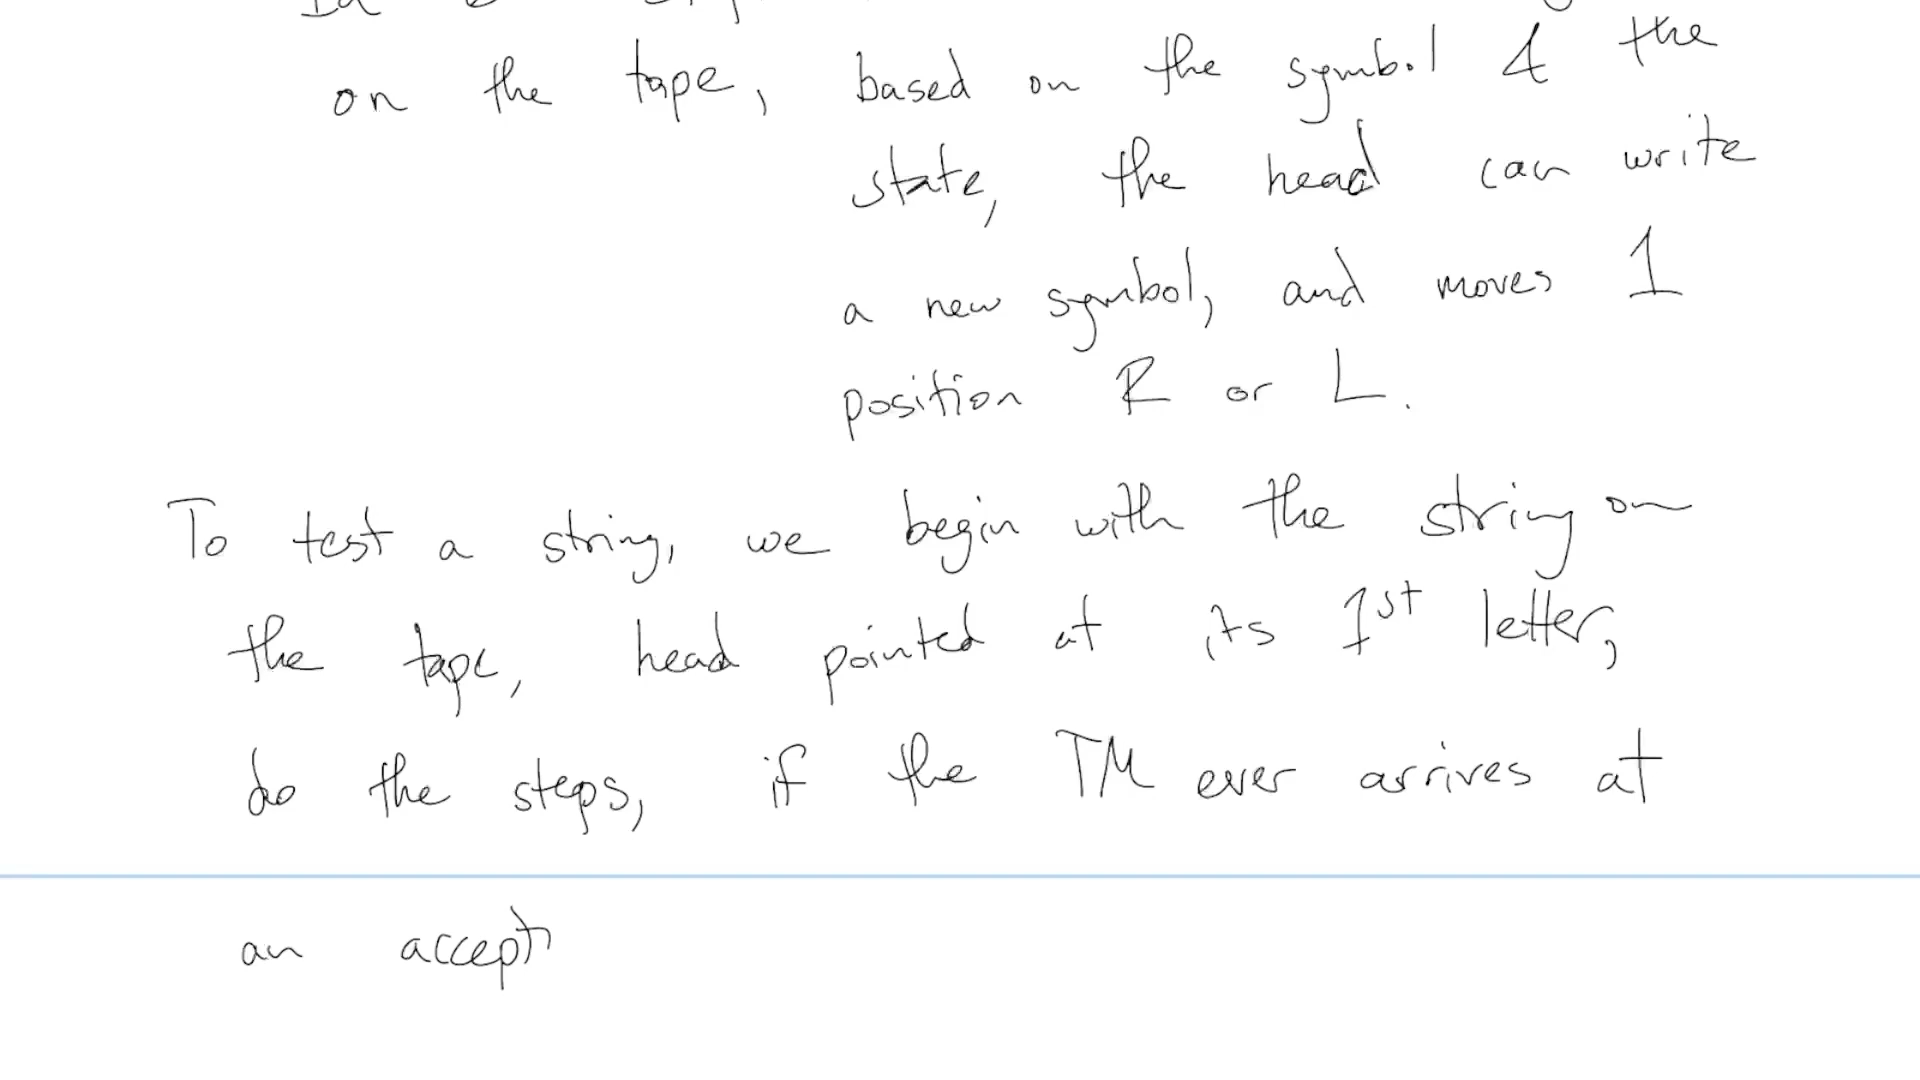 on the tape, based on the symbol & the
state, the head can write
a new symbol, and moves 1
position R or L.
To test a string, we begin with the string on
the tape, head pointed at its 1st letter,
do the steps, if the TM ever arrives at
an accept